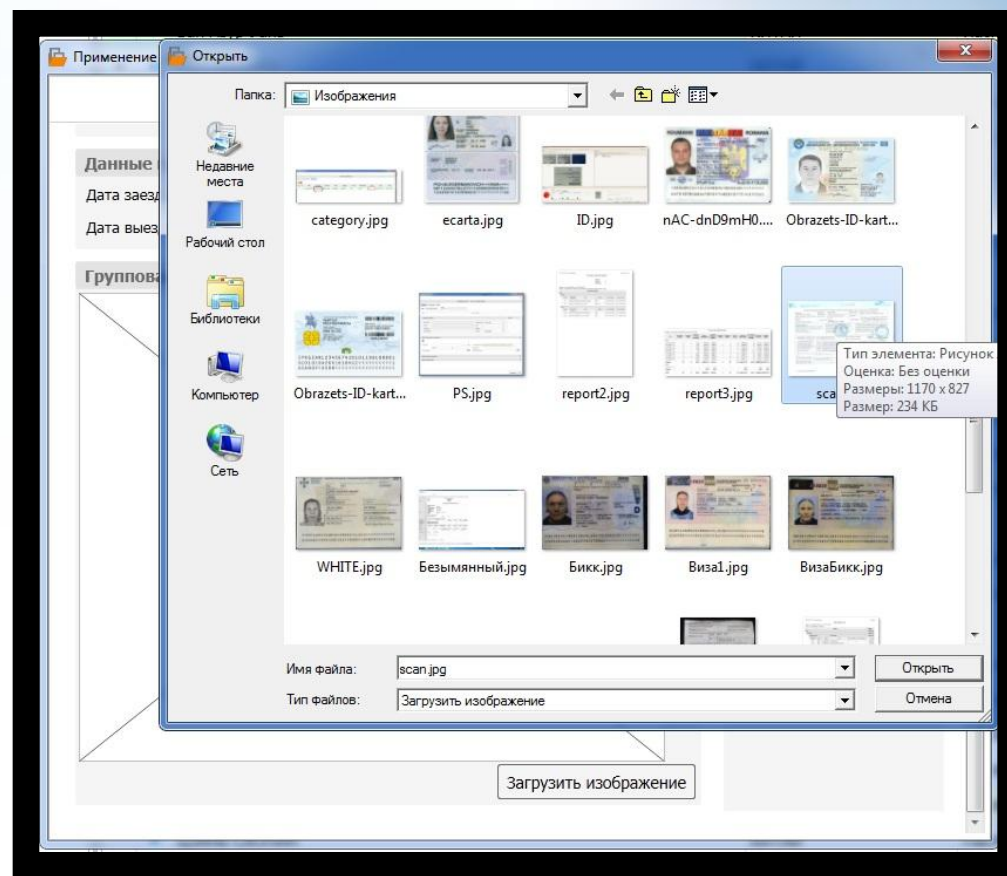 Применение
Открыть
Папка:
Изображения
Данные
Дата заезд
Дата выез
Группова
Недавние
места
Рабочий стол
Библиотеки
Компьютер
Сеть
category.jpg
ecarta.jpg
ID.jpg
nAC-dnD9mH0....
Obrazets-ID-kart...
Obrazets-ID-kart...
PS.jpg
report2.jpg
report3.jpg
sca
Тип элемента: Рисунок
Оценка: Без оценки
Размеры: 1170 x 827
Размер: 234 КБ
WHITE.jpg
Безымянный.jpg
Бикк.jpg
Виза1.jpg
ВизаБикк.jpg
Имя файла:
scan.jpg
Открыть
Тип файлов:
Загрузить изображение
Отмена
Загрузить изображение